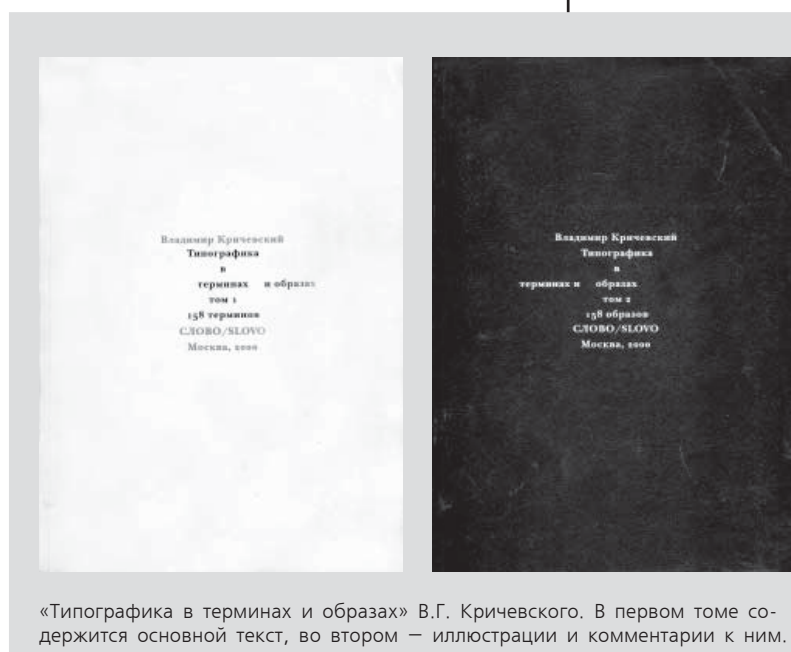 Владимир Кричевский
Типографика
в
терминах и образах
том 1
158 терминов
СЛОВО/SLOVO
Москва, 2000
Владимир Кричевский
Типографика
в
терминах и образах
том 2
158 образов
СЛОВО/SLOVO
Москва, 2000
«Типографика в терминах и образах» В.Г. Кричевского. В первом томе со-
держится основной текст, во втором – иллюстрации и комментарии к ним.